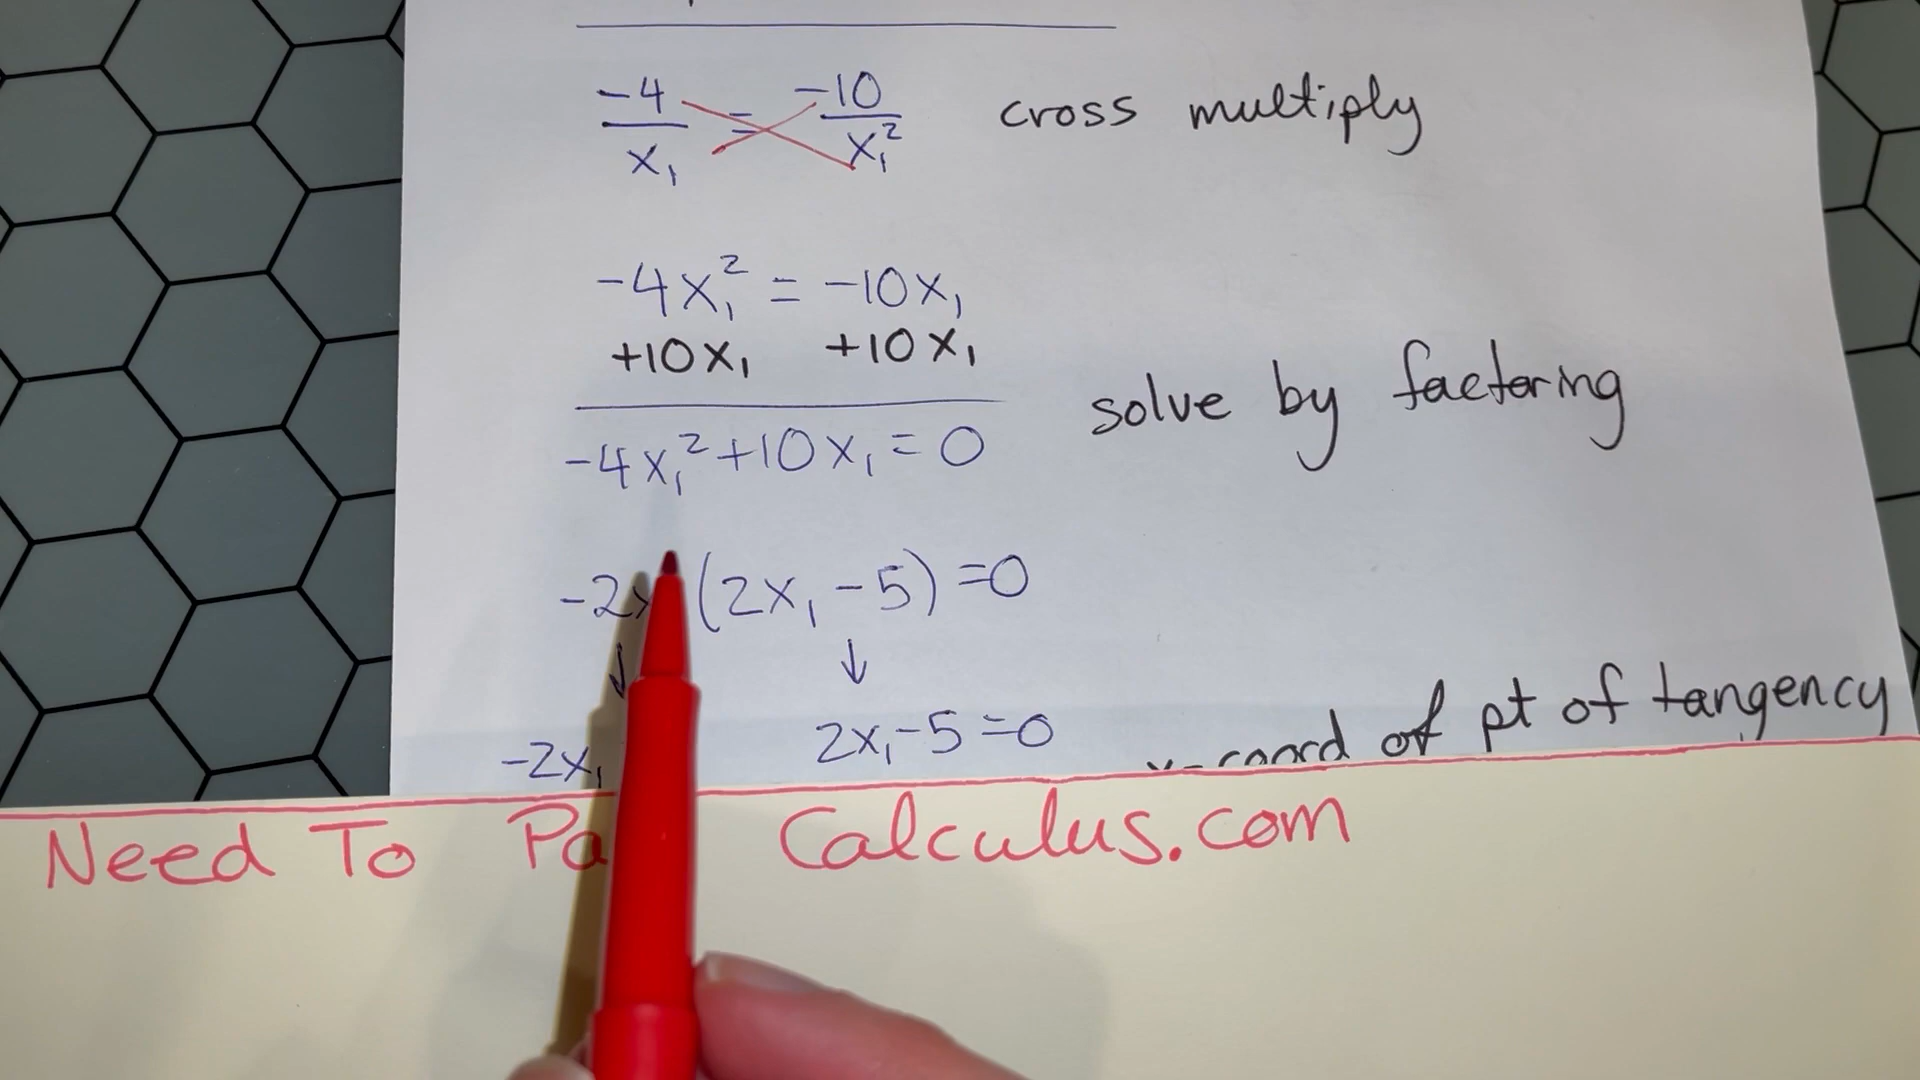 -4/x₁ = -10/x₁² cross multiply
-4x₁² = -10x₁
+10x₁ +10x₁
solve by factoring
-4x₁²+10x₁=0
-2x (2x₁-5)=0
↓ ↓
-2x₁ 2x₁-5=0
of pt of tangency
Need To Calculus.com